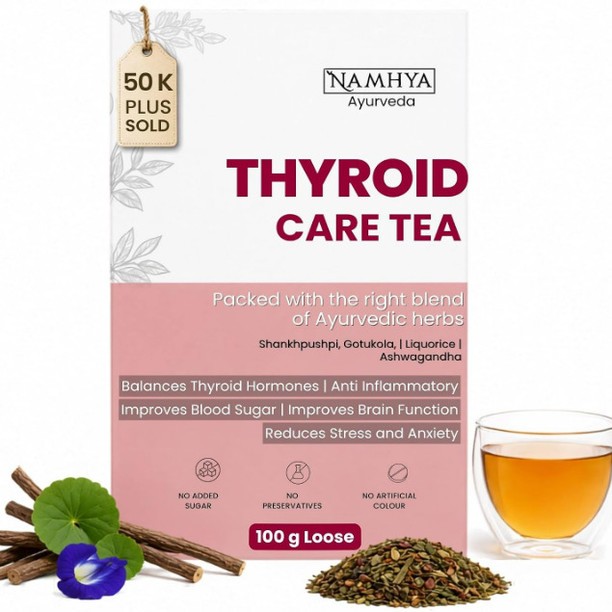 50 K
PLUS
SOLD
NAMHYA
Ayurveda
THYROID
CARE TEA
Packed with the right blend
of Ayurvedic herbs
Shankhpushpi, Gotukola, | Liquorice |
Ashwagandha
Balances Thyroid Hormones | Anti Inflammatory
Improves Blood Sugar | Improves Brain Function
Reduces Stress and Anxiety
NO ADDED
SUGAR
NO
PRESERVATIVES
NO ARTIFICIAL
COLOUR
100 g Loose